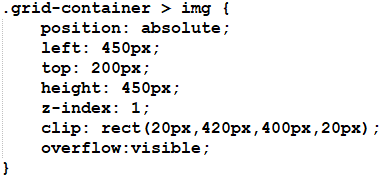 .grid-container > img {
    position: absolute;
    left: 450px;
    top: 200px;
    height: 450px;
    z-index: 1;
    clip: rect(20px,420px,400px,20px);
    overflow:visible;
}